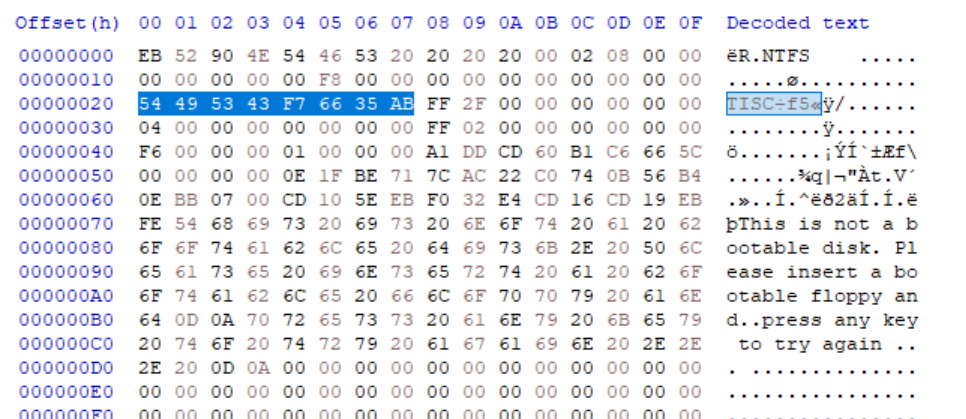 Offset(h) 00 01 02 03 04 05 06 07 08 09 0A 0B 0C 0D 0E 0F Decoded text
00000000 EB 52 90 4E 54 46 53 20 20 20 20 00 02 08 00 00 ëR.NTFS    .....
00000010 00 00 00 00 00 F8 00 00 00 00 00 00 00 00 00 00 .....ø..........
00000020 54 49 53 43 F7 66 35 AB FF 2F 00 00 00 00 00 00 TISC÷f5«ÿ/......
00000030 04 00 00 00 00 00 00 00 FF 02 00 00 00 00 00 00 ........ÿ.......
00000040 F6 00 00 00 01 00 00 00 A1 DD CD 60 B1 C6 66 5C ö.......¡ÝÍ`±Æf\
00000050 00 00 00 00 0E 1F BE 71 7C AC 22 C0 74 0B 56 B4 ......¾q|¬"Àt.V´
00000060 0E BB 07 00 CD 10 5E EB F0 32 E4 CD 16 CD 19 EB .»..Í.^ëð2äÍ.Í.ë
00000070 FE 54 68 69 73 20 69 73 20 6E 6F 74 20 61 20 62 þThis is not a b
00000080 6F 6F 74 61 62 6C 65 20 64 69 73 6B 2E 20 50 6C ootable disk. Pl
00000090 65 61 73 65 20 69 6E 73 65 72 74 20 61 20 62 6F ease insert a bo
000000A0 6F 74 61 62 6C 65 20 66 6C 6F 70 70 79 20 61 6E otable floppy an
000000B0 64 0D 0A 70 72 65 73 73 20 61 6E 79 20 6B 65 79 d..press any key
000000C0 20 74 6F 20 74 72 79 20 61 67 61 69 6E 20 2E 2E  to try again ..
000000D0 2E 20 0D 0A 00 00 00 00 00 00 00 00 00 00 00 00 . ..............
000000E0 00 00 00 00 00 00 00 00 00 00 00 00 00 00 00 00 ................
000000F0 00 00 00 00 00 00 00 00 00 00 00 00 00 00 00 00 ................